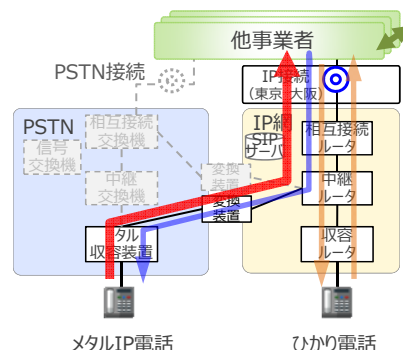 他事業者
PSTN接続
IP接続
(東京 大阪)
PSTN
相互接続
交換機
信号
交換機
中継
交換機
IP網
SIP
サーバ
相互接続
ルータ
変換
装置
中継
ルータ
変換
装置
タル
収容装置
収容
ルータ
メタルIP電話
ひかり電話